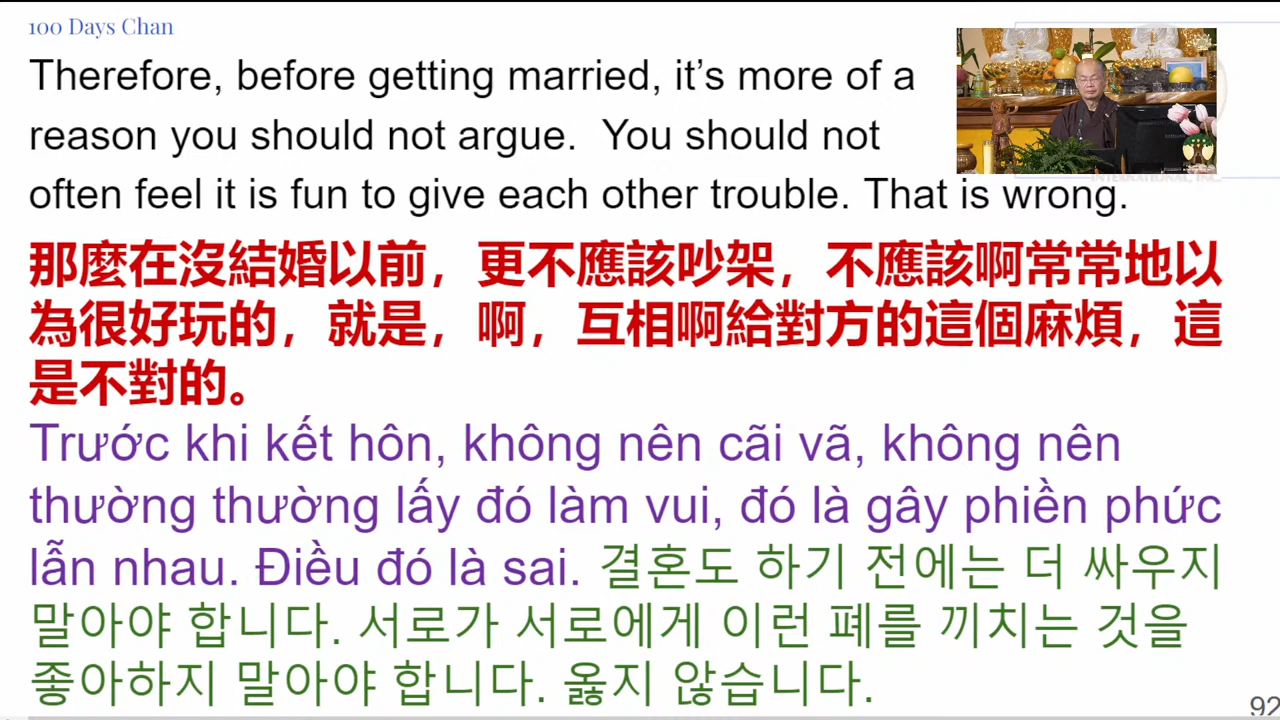 100 Days Chan
Therefore, before getting married, it’s more of a
reason you should not argue.  You should not
often feel it is fun to give each other trouble. That is wrong.
那麼在沒結婚以前，更不應該吵架，不應該啊常常地以
為很好玩的，就是，啊，互相啊給對方的這個麻煩，這
是不對的。
Trước khi kết hôn, không nên cãi vã, không nên
thường thường lấy đó làm vui, đó là gây phiền phức
lẫn nhau. Điều đó là sai. 결혼도 하기 전에는 더 싸우지
말아야 합니다. 서로가 서로에게 이런 폐를 끼치는 것을
좋아하지 말아야 합니다. 옳지 않습니다.
92